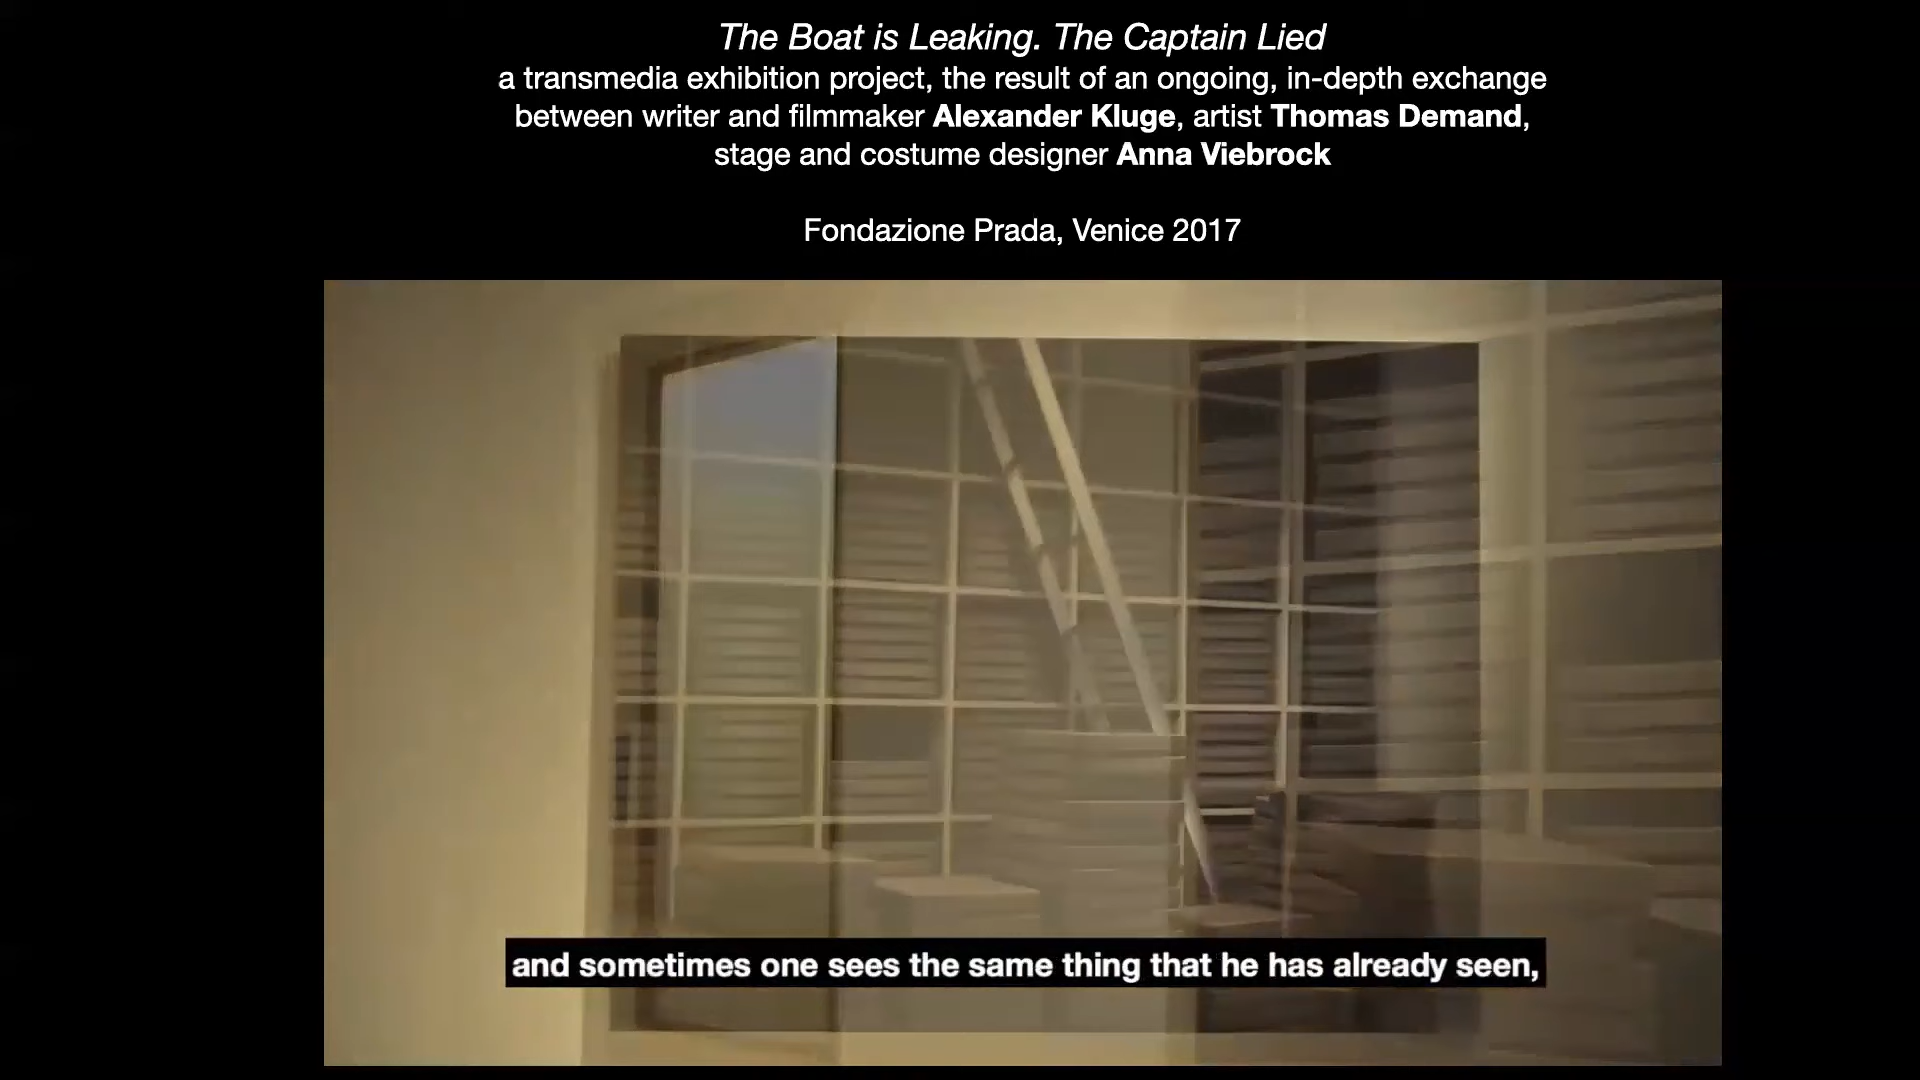 The Boat is Leaking. The Captain Lied
a transmedia exhibition project, the result of an ongoing, in-depth exchange
between writer and filmmaker Alexander Kluge, artist Thomas Demand,
stage and costume designer Anna Viebrock
Fondazione Prada, Venice 2017
and sometimes one sees the same thing that he has already seen,